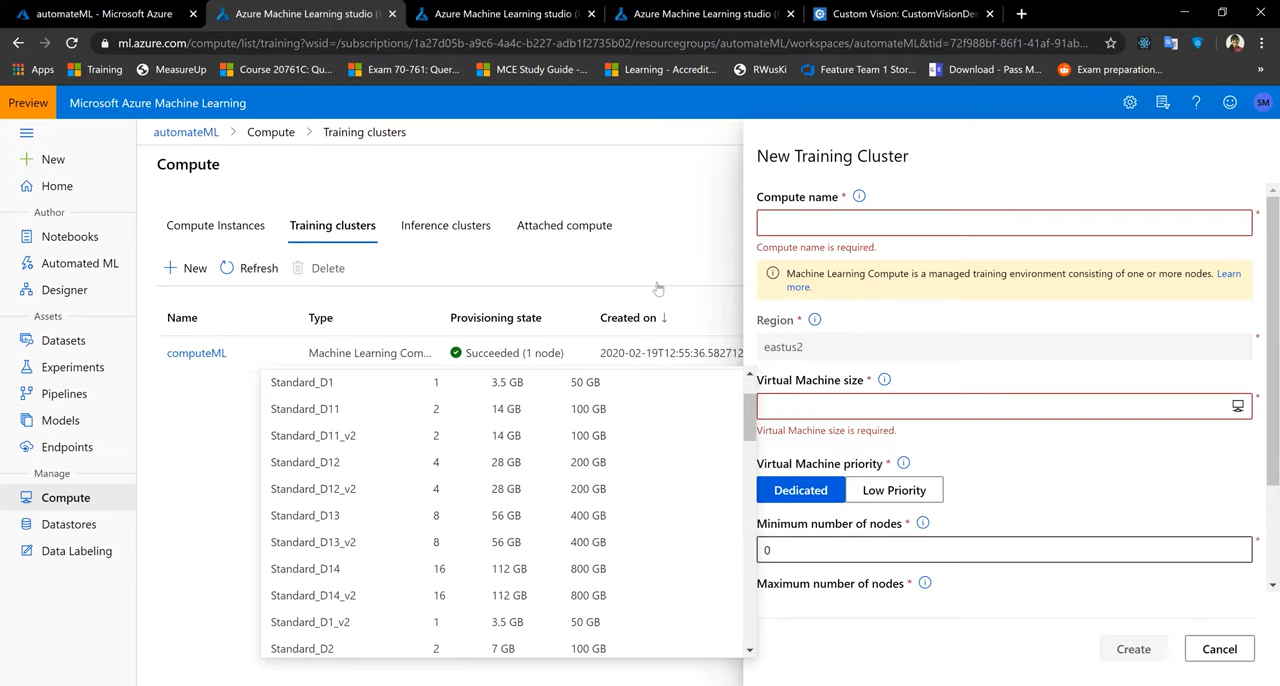 automateML - Microsoft Azure
Azure Machine Learning studio (
Azure Machine Learning studio (
Azure Machine Learning studio (
Custom Vision: CustomVisionDe
ml.azure.com/compute/list/training?wsid=/subscriptions/1a27d05b-a9c6-4a4c-b227-adb1f2735b02/resourcegroups/automateML/workspaces/automateML&tid=72f988bf-86f1-41af-91ab...
Apps
Training
MeasureUp
Course 20761C: Qu...
Exam 70-761: Quer...
MCE Study Guide -...
Learning - Accredit...
RWusKi
Feature Team 1 Stor...
Download - Pass M...
Exam preparation...
»
Preview
Microsoft Azure Machine Learning
SM
New
Home
Author
Notebooks
Automated ML
Designer
Assets
Datasets
Experiments
Pipelines
Models
Endpoints
Manage
Compute
Datastores
Data Labeling
automateML > Compute > Training clusters
Compute
Compute Instances
Training clusters
Inference clusters
Attached compute
New
Refresh
Delete
Name Type Provisioning state Created on ↓
computeML Machine Learning Com... Succeeded (1 node) 2020-02-19T12:55:36.582712
Standard_D1 1 3.5 GB 50 GB
Standard_D11 2 14 GB 100 GB
Standard_D11_v2 2 14 GB 100 GB
Standard_D12 4 28 GB 200 GB
Standard_D12_v2 4 28 GB 200 GB
Standard_D13 8 56 GB 400 GB
Standard_D13_v2 8 56 GB 400 GB
Standard_D14 16 112 GB 800 GB
Standard_D14_v2 16 112 GB 800 GB
Standard_D1_v2 1 3.5 GB 50 GB
Standard_D2 2 7 GB 100 GB
New Training Cluster
Compute name *
*
Compute name is required.
Machine Learning Compute is a managed training environment consisting of one or more nodes. Learn
more.
Region *
eastus2 *
Virtual Machine size *
*
Virtual Machine size is required.
Virtual Machine priority *
Dedicated
Low Priority
Minimum number of nodes *
0 *
Maximum number of nodes *
Create
Cancel